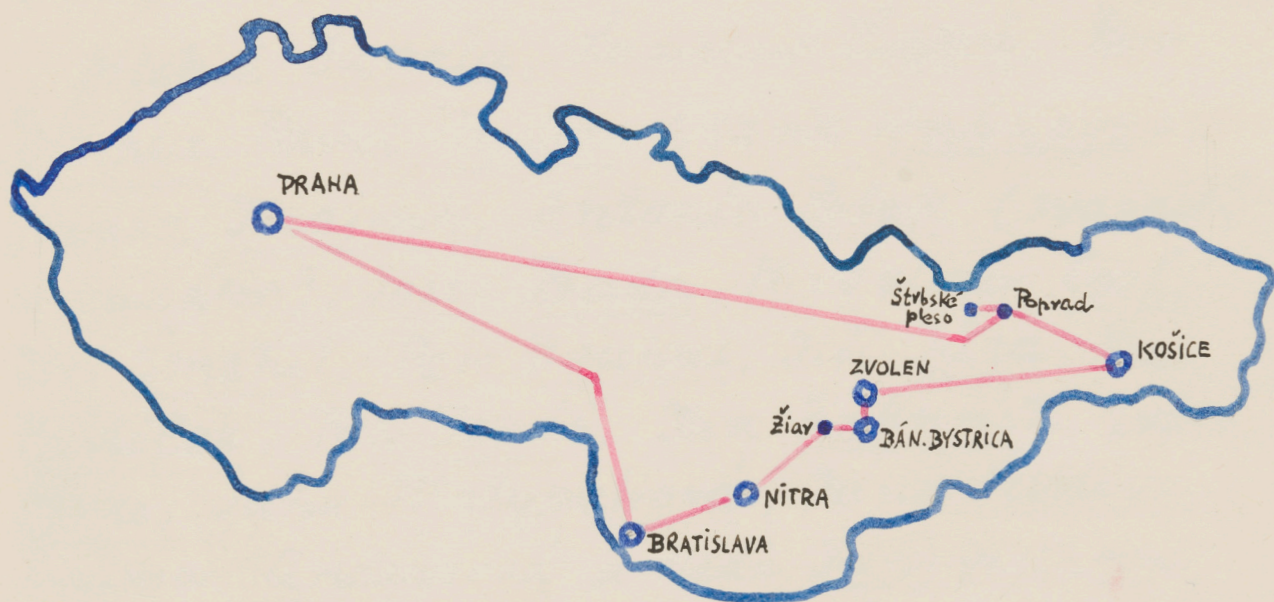 PRAHA
Štrbské
pleso
Poprad
KOŠICE
ZVOLEN
Žiar
BÁN.BYSTRICA
NITRA
BRATISLAVA